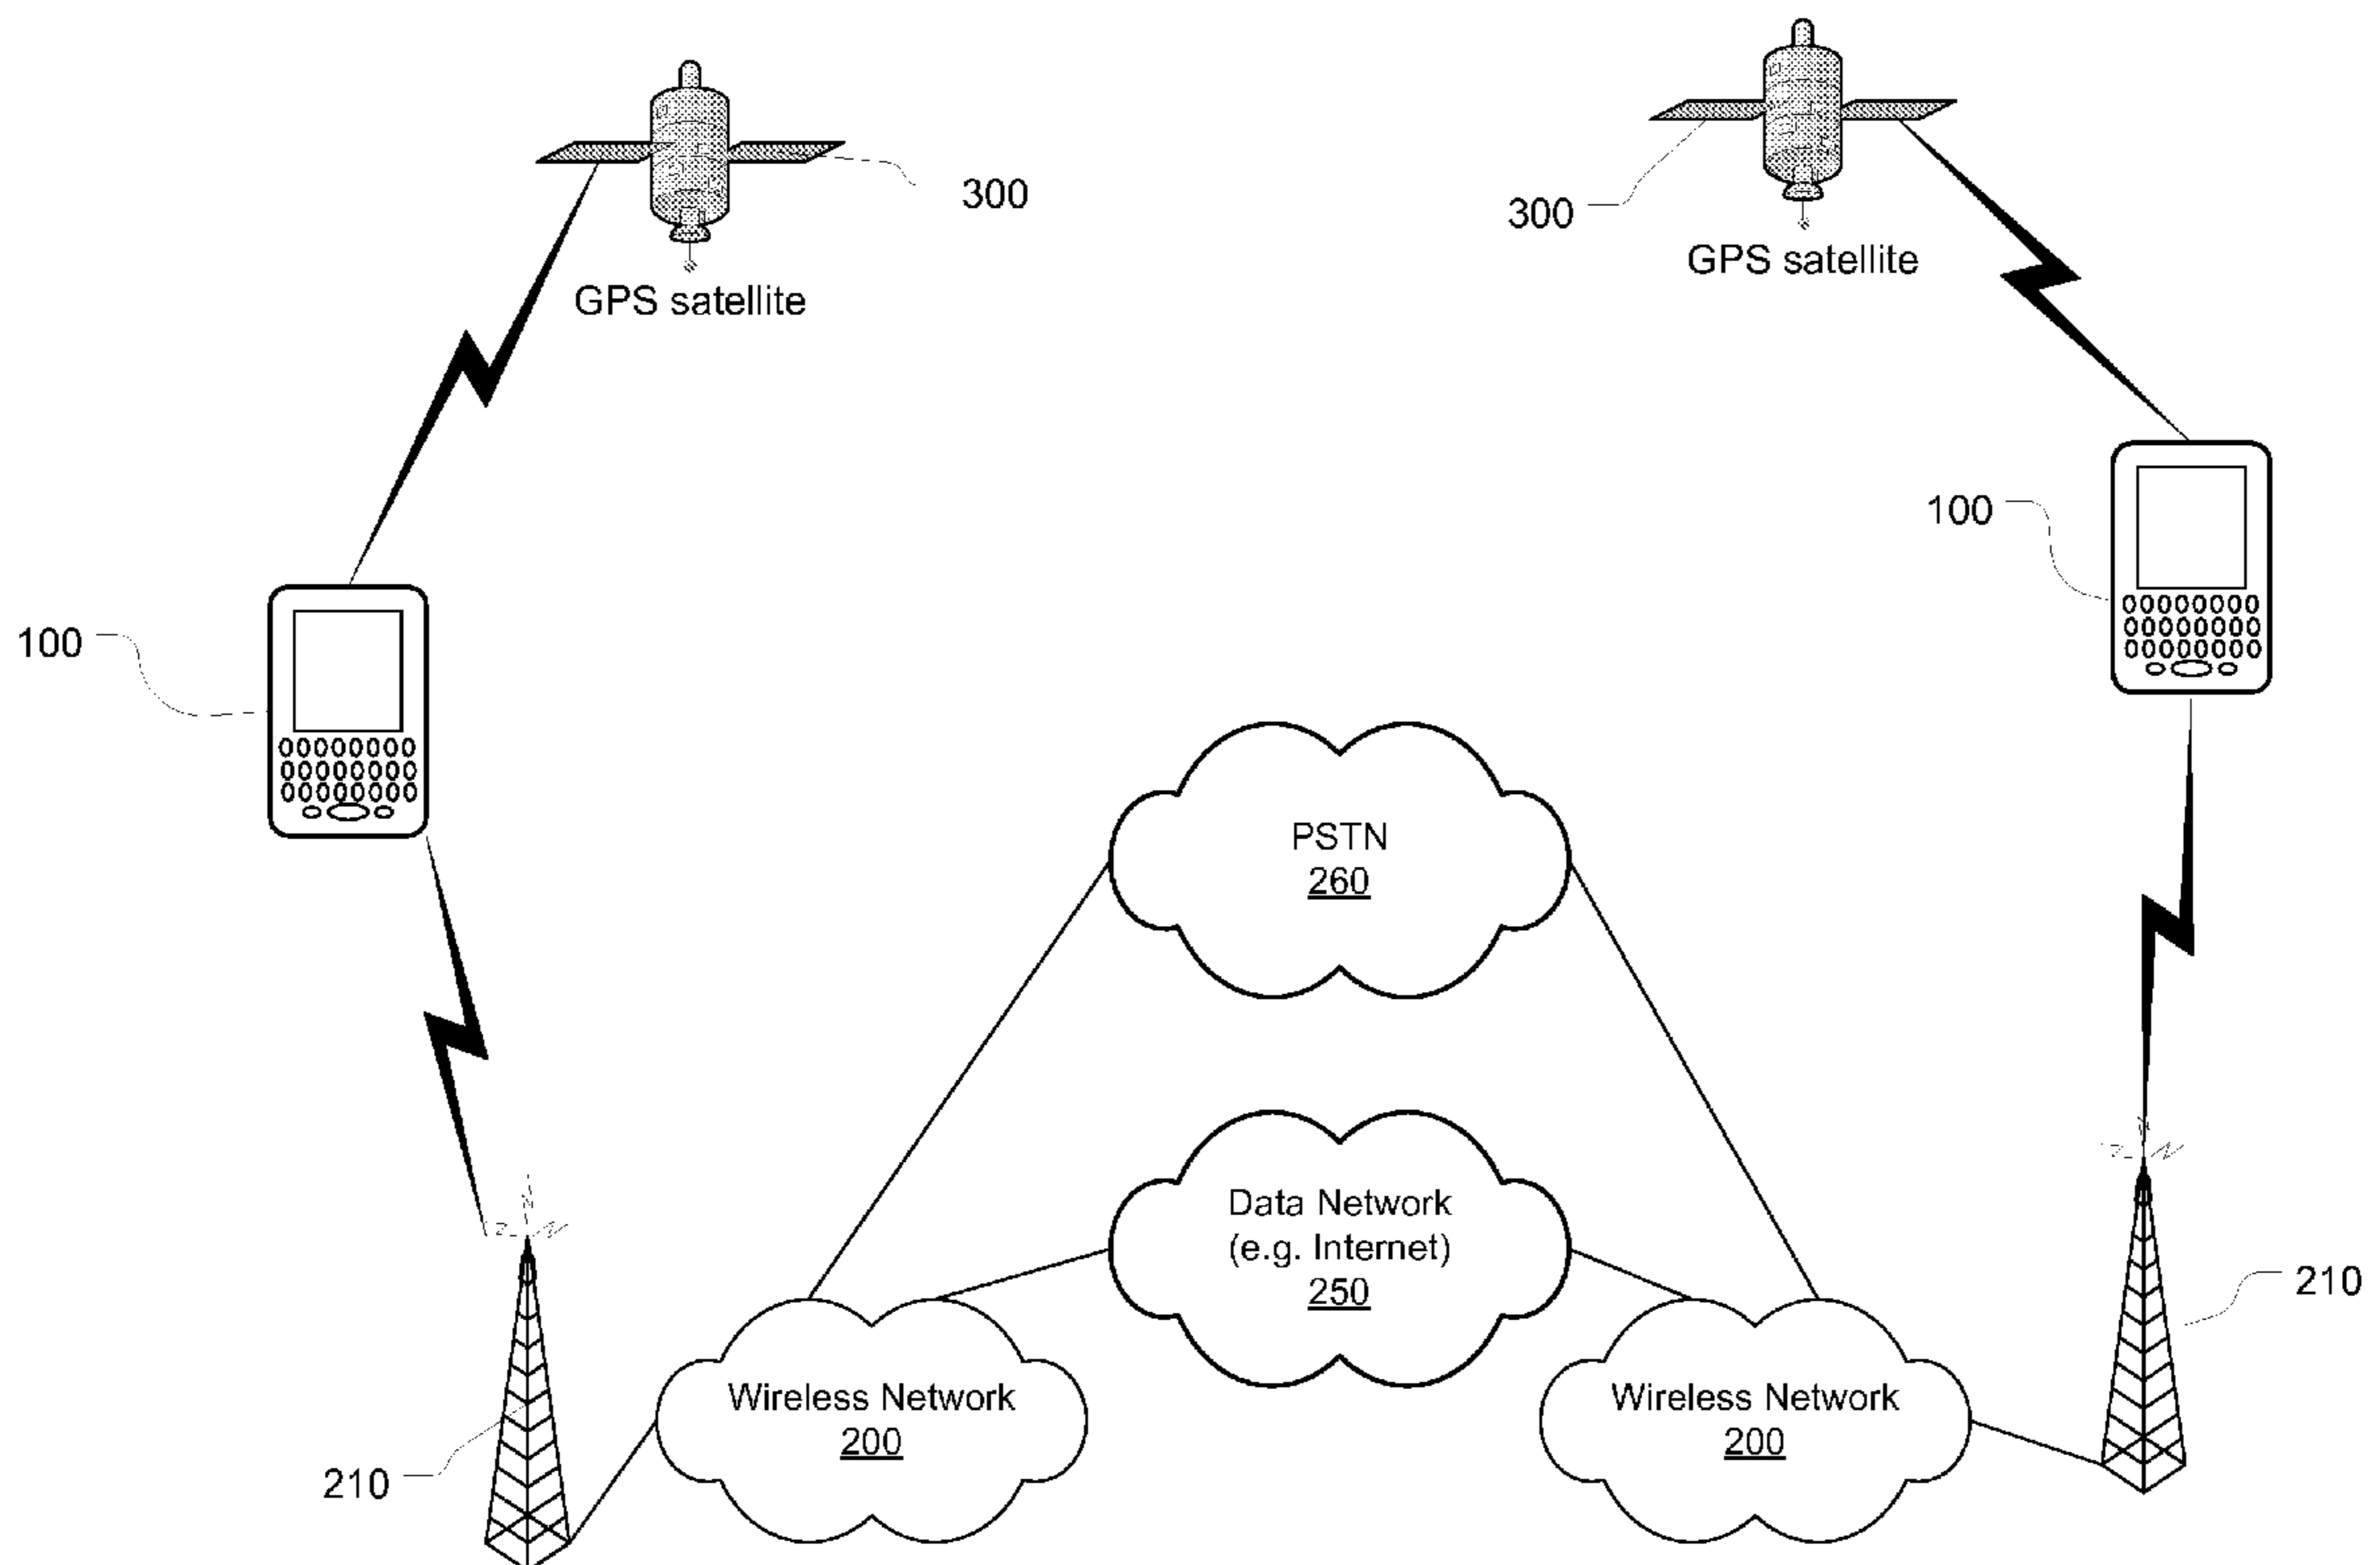 300
300
GPS satellite
GPS satellite
100
100
PSTN
260
Data Network
(e.g. Internet)
250
210
Wireless Network
200
Wireless Network
200
210